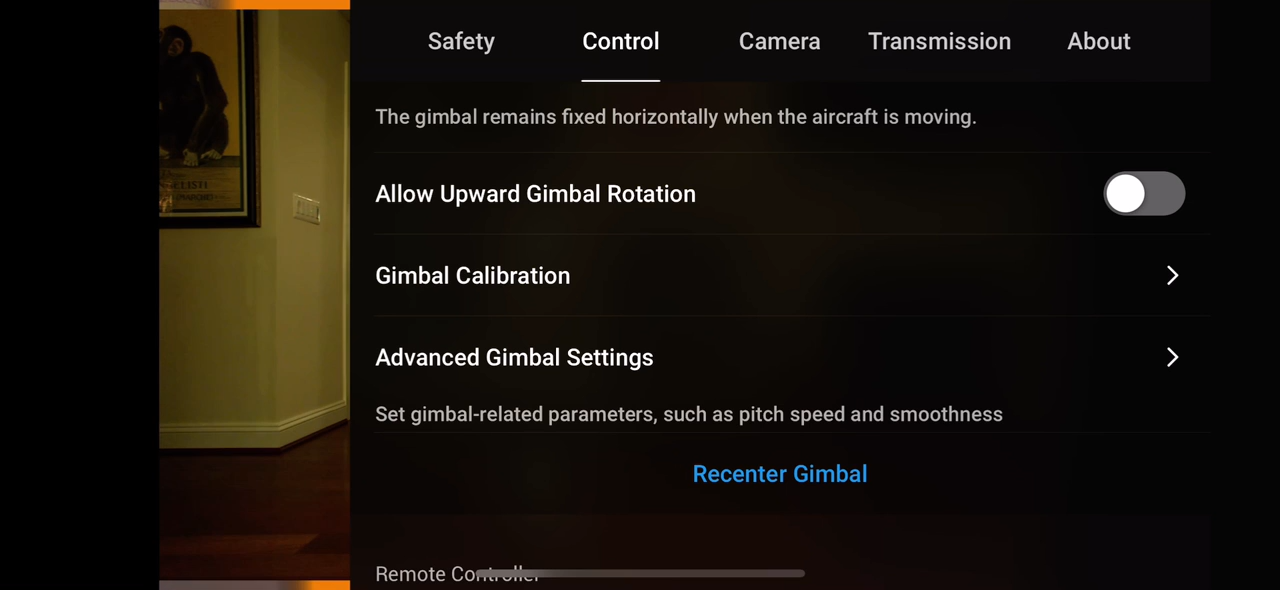 Safety
Control
Camera
Transmission
About
The gimbal remains fixed horizontally when the aircraft is moving.
Allow Upward Gimbal Rotation
Gimbal Calibration
Advanced Gimbal Settings
Set gimbal-related parameters, such as pitch speed and smoothness
Recenter Gimbal
Remote Controller